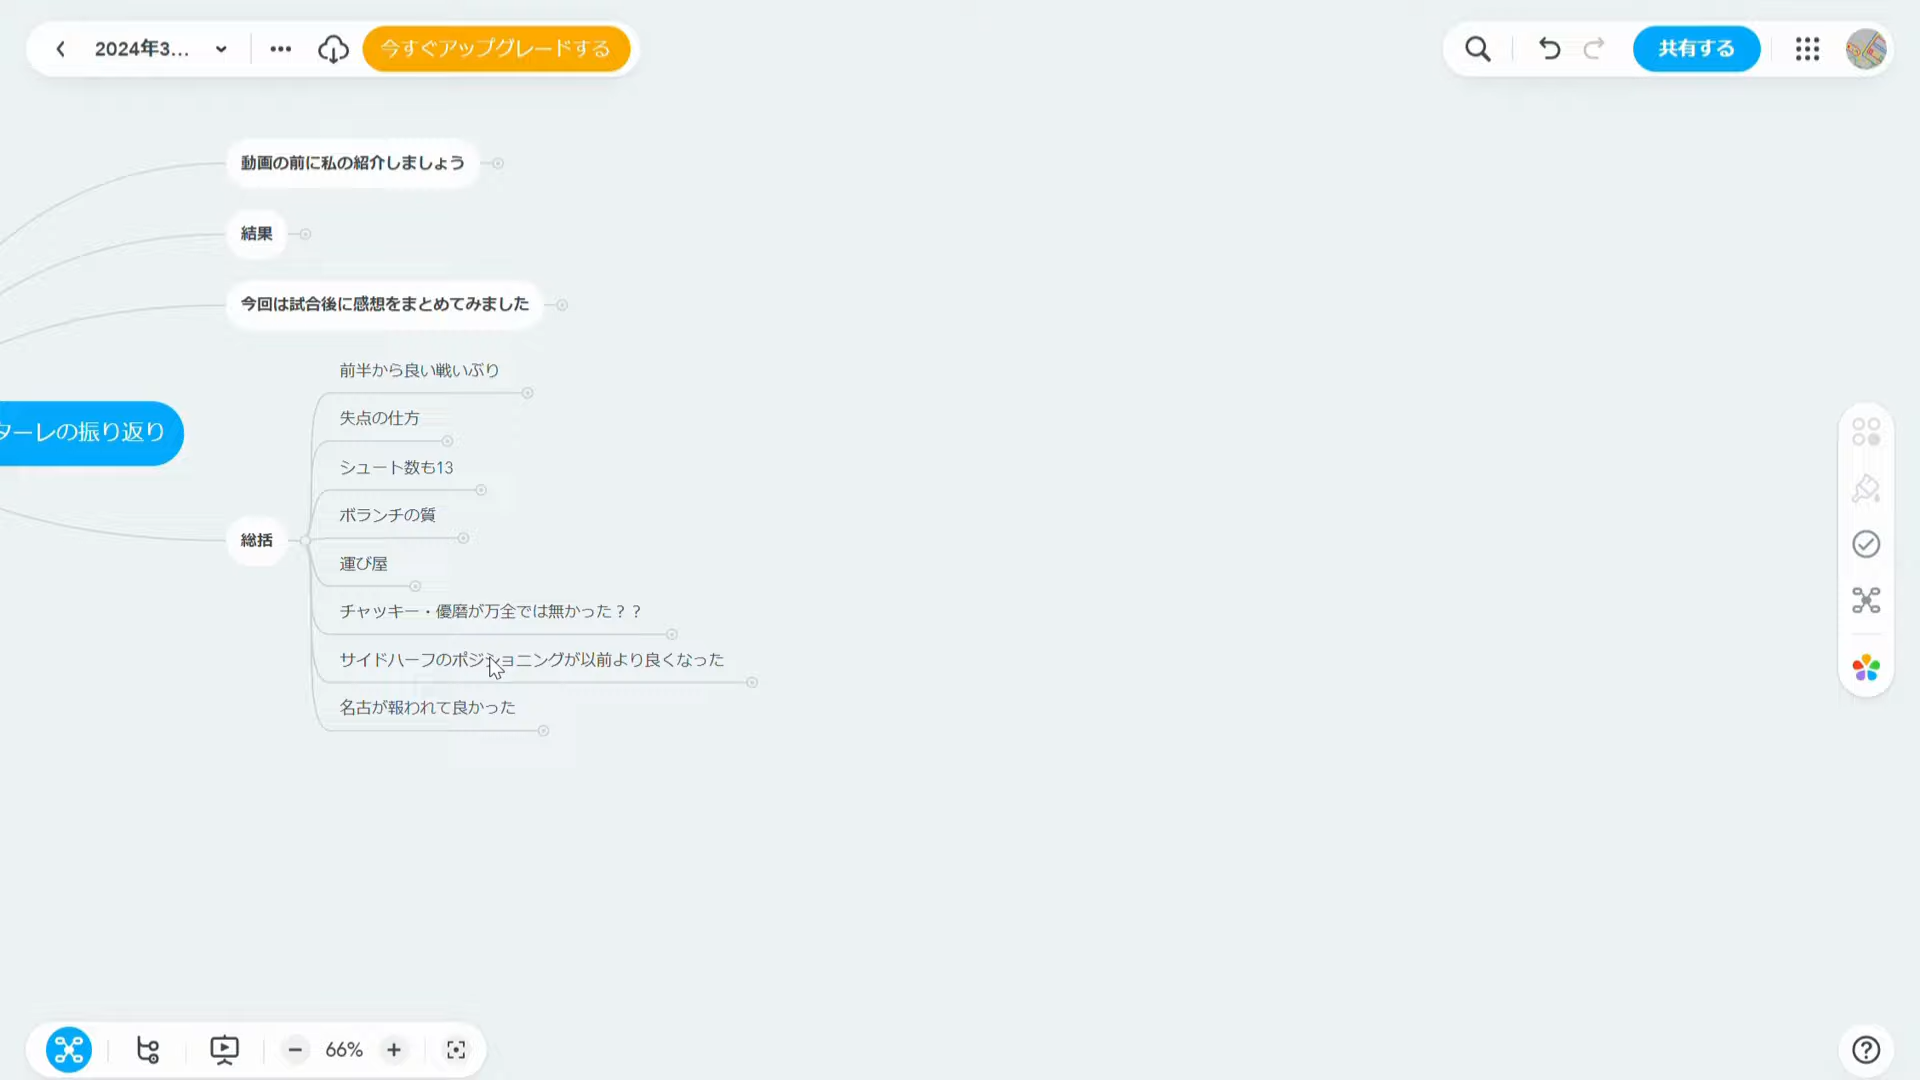 2024年3...
今すぐアップグレードする
共有する
動画の前に私の紹介しましょう
結果
今回は試合後に感想をまとめてみました
前半から良い戦いぶり
ターレの振り返り
失点の仕方
シュート数も13
ボランチの質
総括
運び屋
チャッキー・優磨が万全では無かった？？
サイドハーフのポジショニングが以前より良くなった
名古が報われて良かった
66%